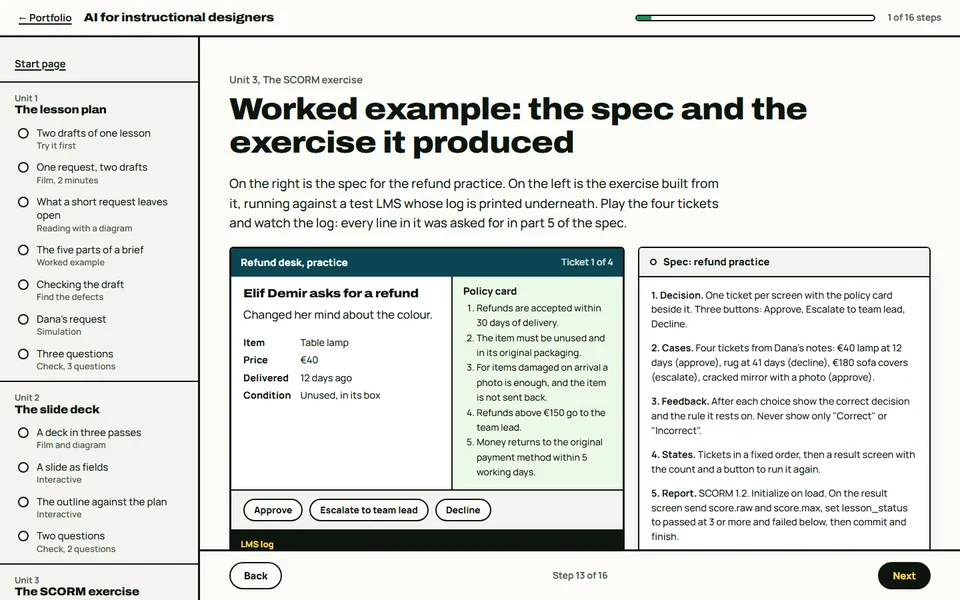 ← Portfolio
AI for instructional designers
1 of 16 steps
Start page
Unit 1
The lesson plan
Two drafts of one lesson
Try it first
One request, two drafts
Film, 2 minutes
What a short request leaves
open
Reading with a diagram
The five parts of a brief
Worked example
Checking the draft
Find the defects
Dana's request
Simulation
Three questions
Check, 3 questions
Unit 2
The slide deck
A deck in three passes
Film and diagram
A slide as fields
Interactive
The outline against the plan
Interactive
Two questions
Check, 2 questions
Unit 3
The SCORM exercise
Unit 3, The SCORM exercise
Worked example: the spec and the
exercise it produced
On the right is the spec for the refund practice. On the left is the exercise built from
it, running against a test LMS whose log is printed underneath. Play the four tickets
and watch the log: every line in it was asked for in part 5 of the spec.
Refund desk, practice
Ticket 1 of 4
Elif Demir asks for a refund
Changed her mind about the colour.
Item Table lamp
Price €40
Delivered 12 days ago
Condition Unused, in its box
Policy card
1. Refunds are accepted within
30 days of delivery.
2. The item must be unused and
in its original packaging.
3. For items damaged on arrival a
photo is enough, and the item
is not sent back.
4. Refunds above €150 go to the
team lead.
5. Money returns to the original
payment method within 5
working days.
Approve
Escalate to team lead
Decline
LMS log
Spec: refund practice
1. Decision. One ticket per screen with the policy card
beside it. Three buttons: Approve, Escalate to team lead,
Decline.
2. Cases. Four tickets from Dana's notes: €40 lamp at 12
days (approve), rug at 41 days (decline), €180 sofa covers
(escalate), cracked mirror with a photo (approve).
3. Feedback. After each choice show the correct decision
and the rule it rests on. Never show only "Correct" or
"Incorrect".
4. States. Tickets in a fixed order, then a result screen with
the count and a button to run it again.
5. Report. SCORM 1.2. Initialize on load. On the result
screen send score.raw and score.max, set lesson_status
to passed at 3 or more and failed below, then commit and
finish.
Back
Step 13 of 16
Next